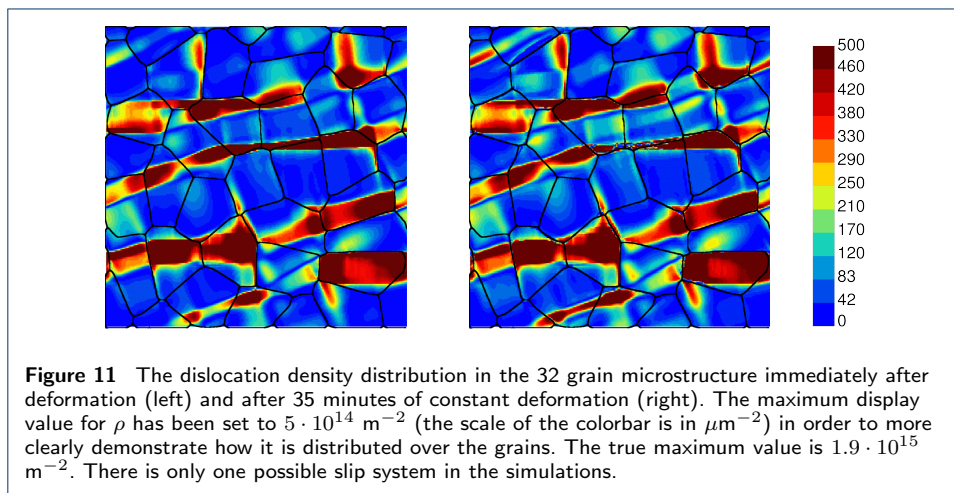 500
460
420
380
330
290
250
210
170
120
83
42
0
Figure 11 The dislocation density distribution in the 32 grain microstructure immediately after
deformation (left) and after 35 minutes of constant deformation (right). The maximum display
value for ρ has been set to 5 · 10¹⁴ m⁻² (the scale of the colorbar is in μm⁻²) in order to more
clearly demonstrate how it is distributed over the grains. The true maximum value is 1.9 · 10¹⁵
m⁻². There is only one possible slip system in the simulations.